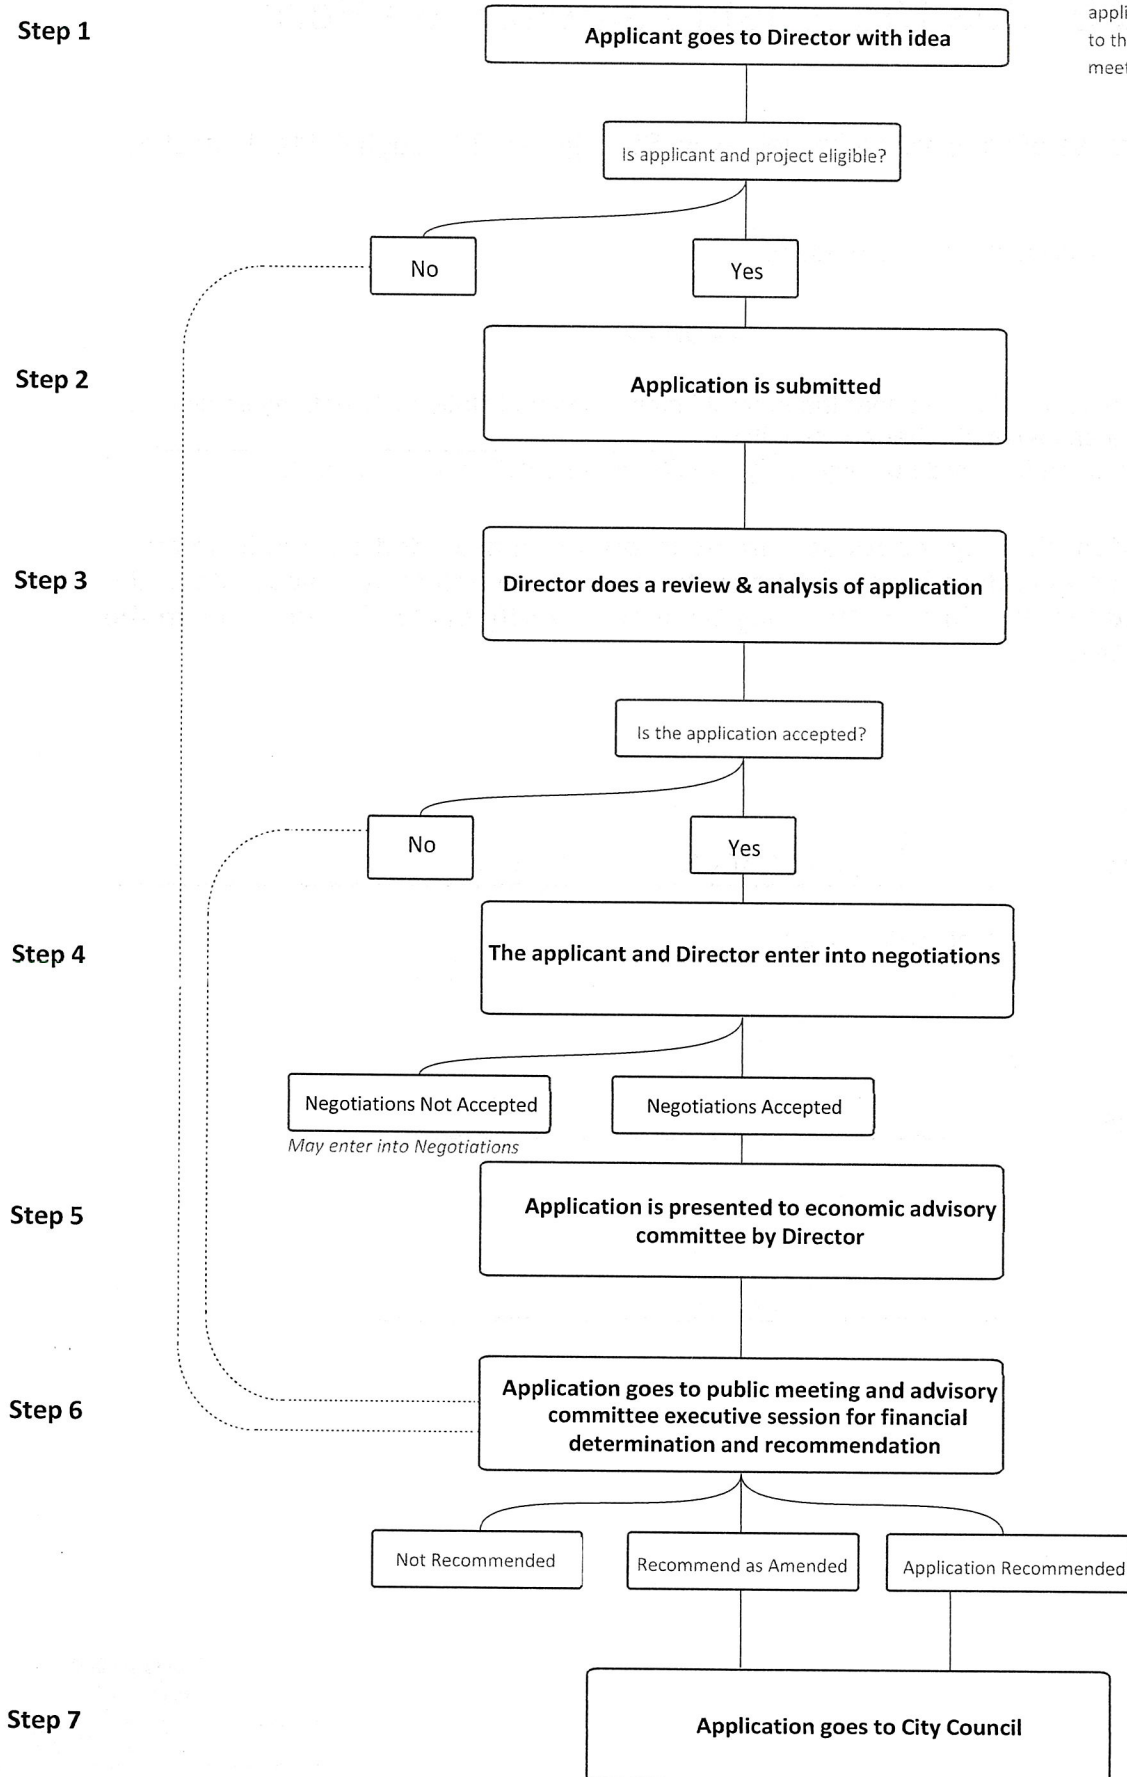 Step 1
Applicant goes to Director with idea
to th
Is applicant and project eligible?
No
Yes
Step 2
Application is submitted
Step 3
Director does a review & analysis of application
Is the application accepted?
No
Yes
Step 4
The applicant and Director enter into negotiations
Negotiations Not Accepted
Negotiations Accepted
May enter into Negotiations
Step 5
Application is presented to economic advisory
committee by Director
Step 6
Application goes to public meeting and advisory
committee executive session for financial
determination and recommendation
Not Recommended
Recommend as Amended
Application Recommended
Step 7
Application goes to City Council